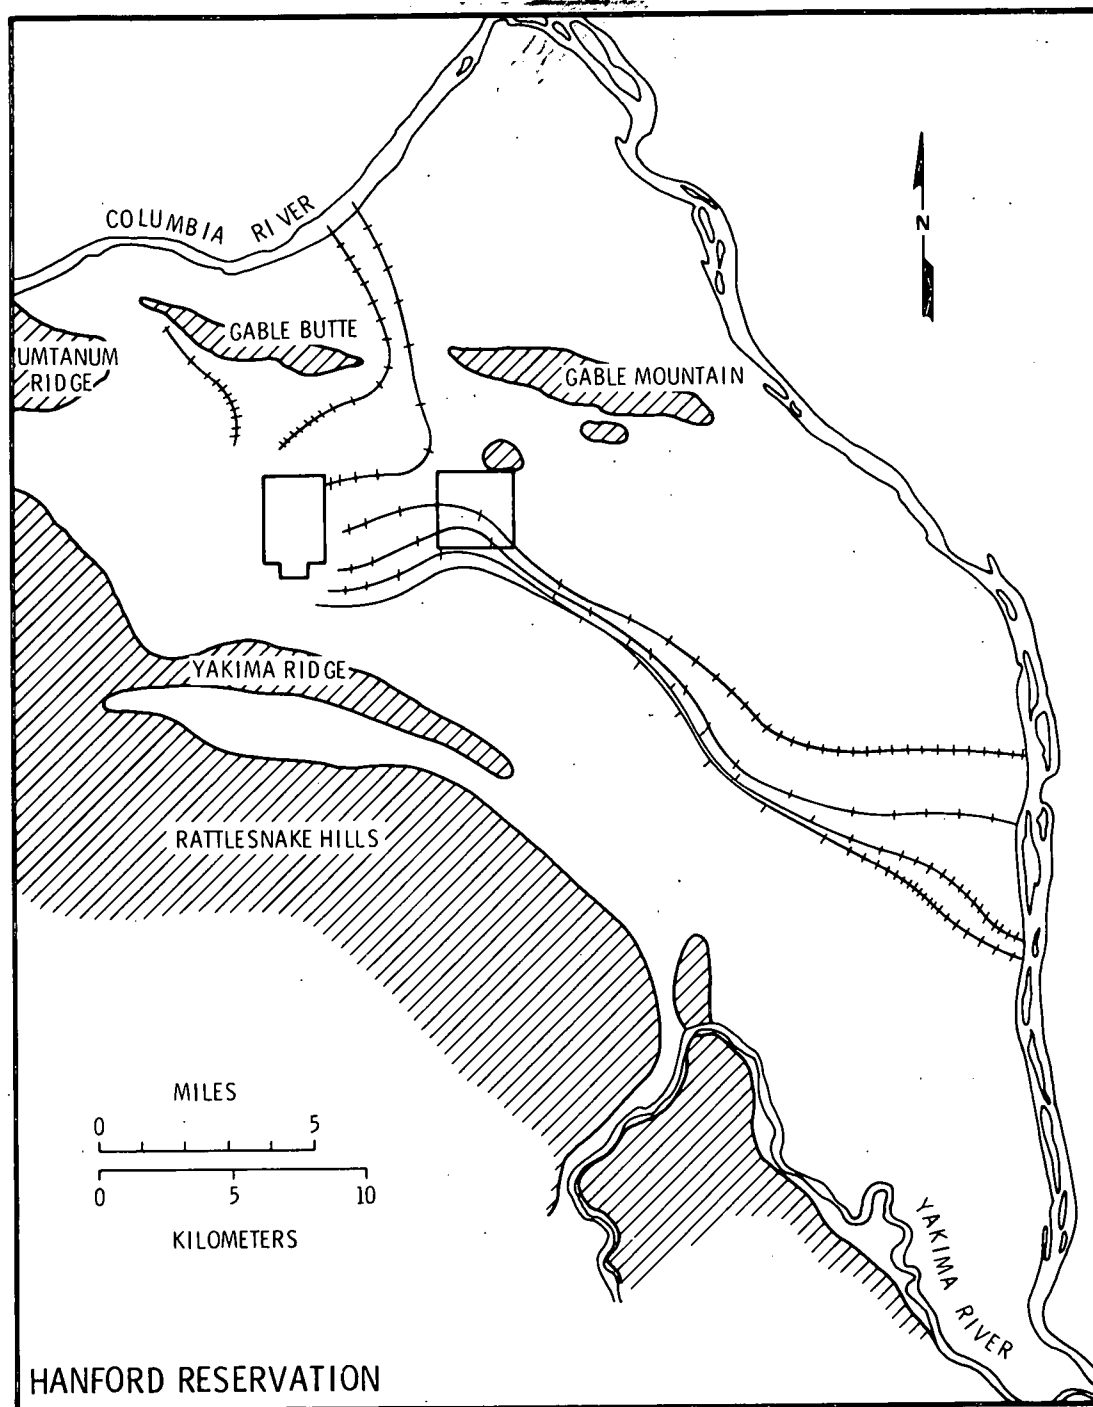 COLUMBIA RIVER
N
GABLE BUTTE
UMTANUM
RIDGE
GABLE MOUNTAIN
YAKIMA RIDGE
RATTLESNAKE HILLS
MILES
0 5
0 5 10
KILOMETERS
YAKIMA RIVER
HANFORD RESERVATION